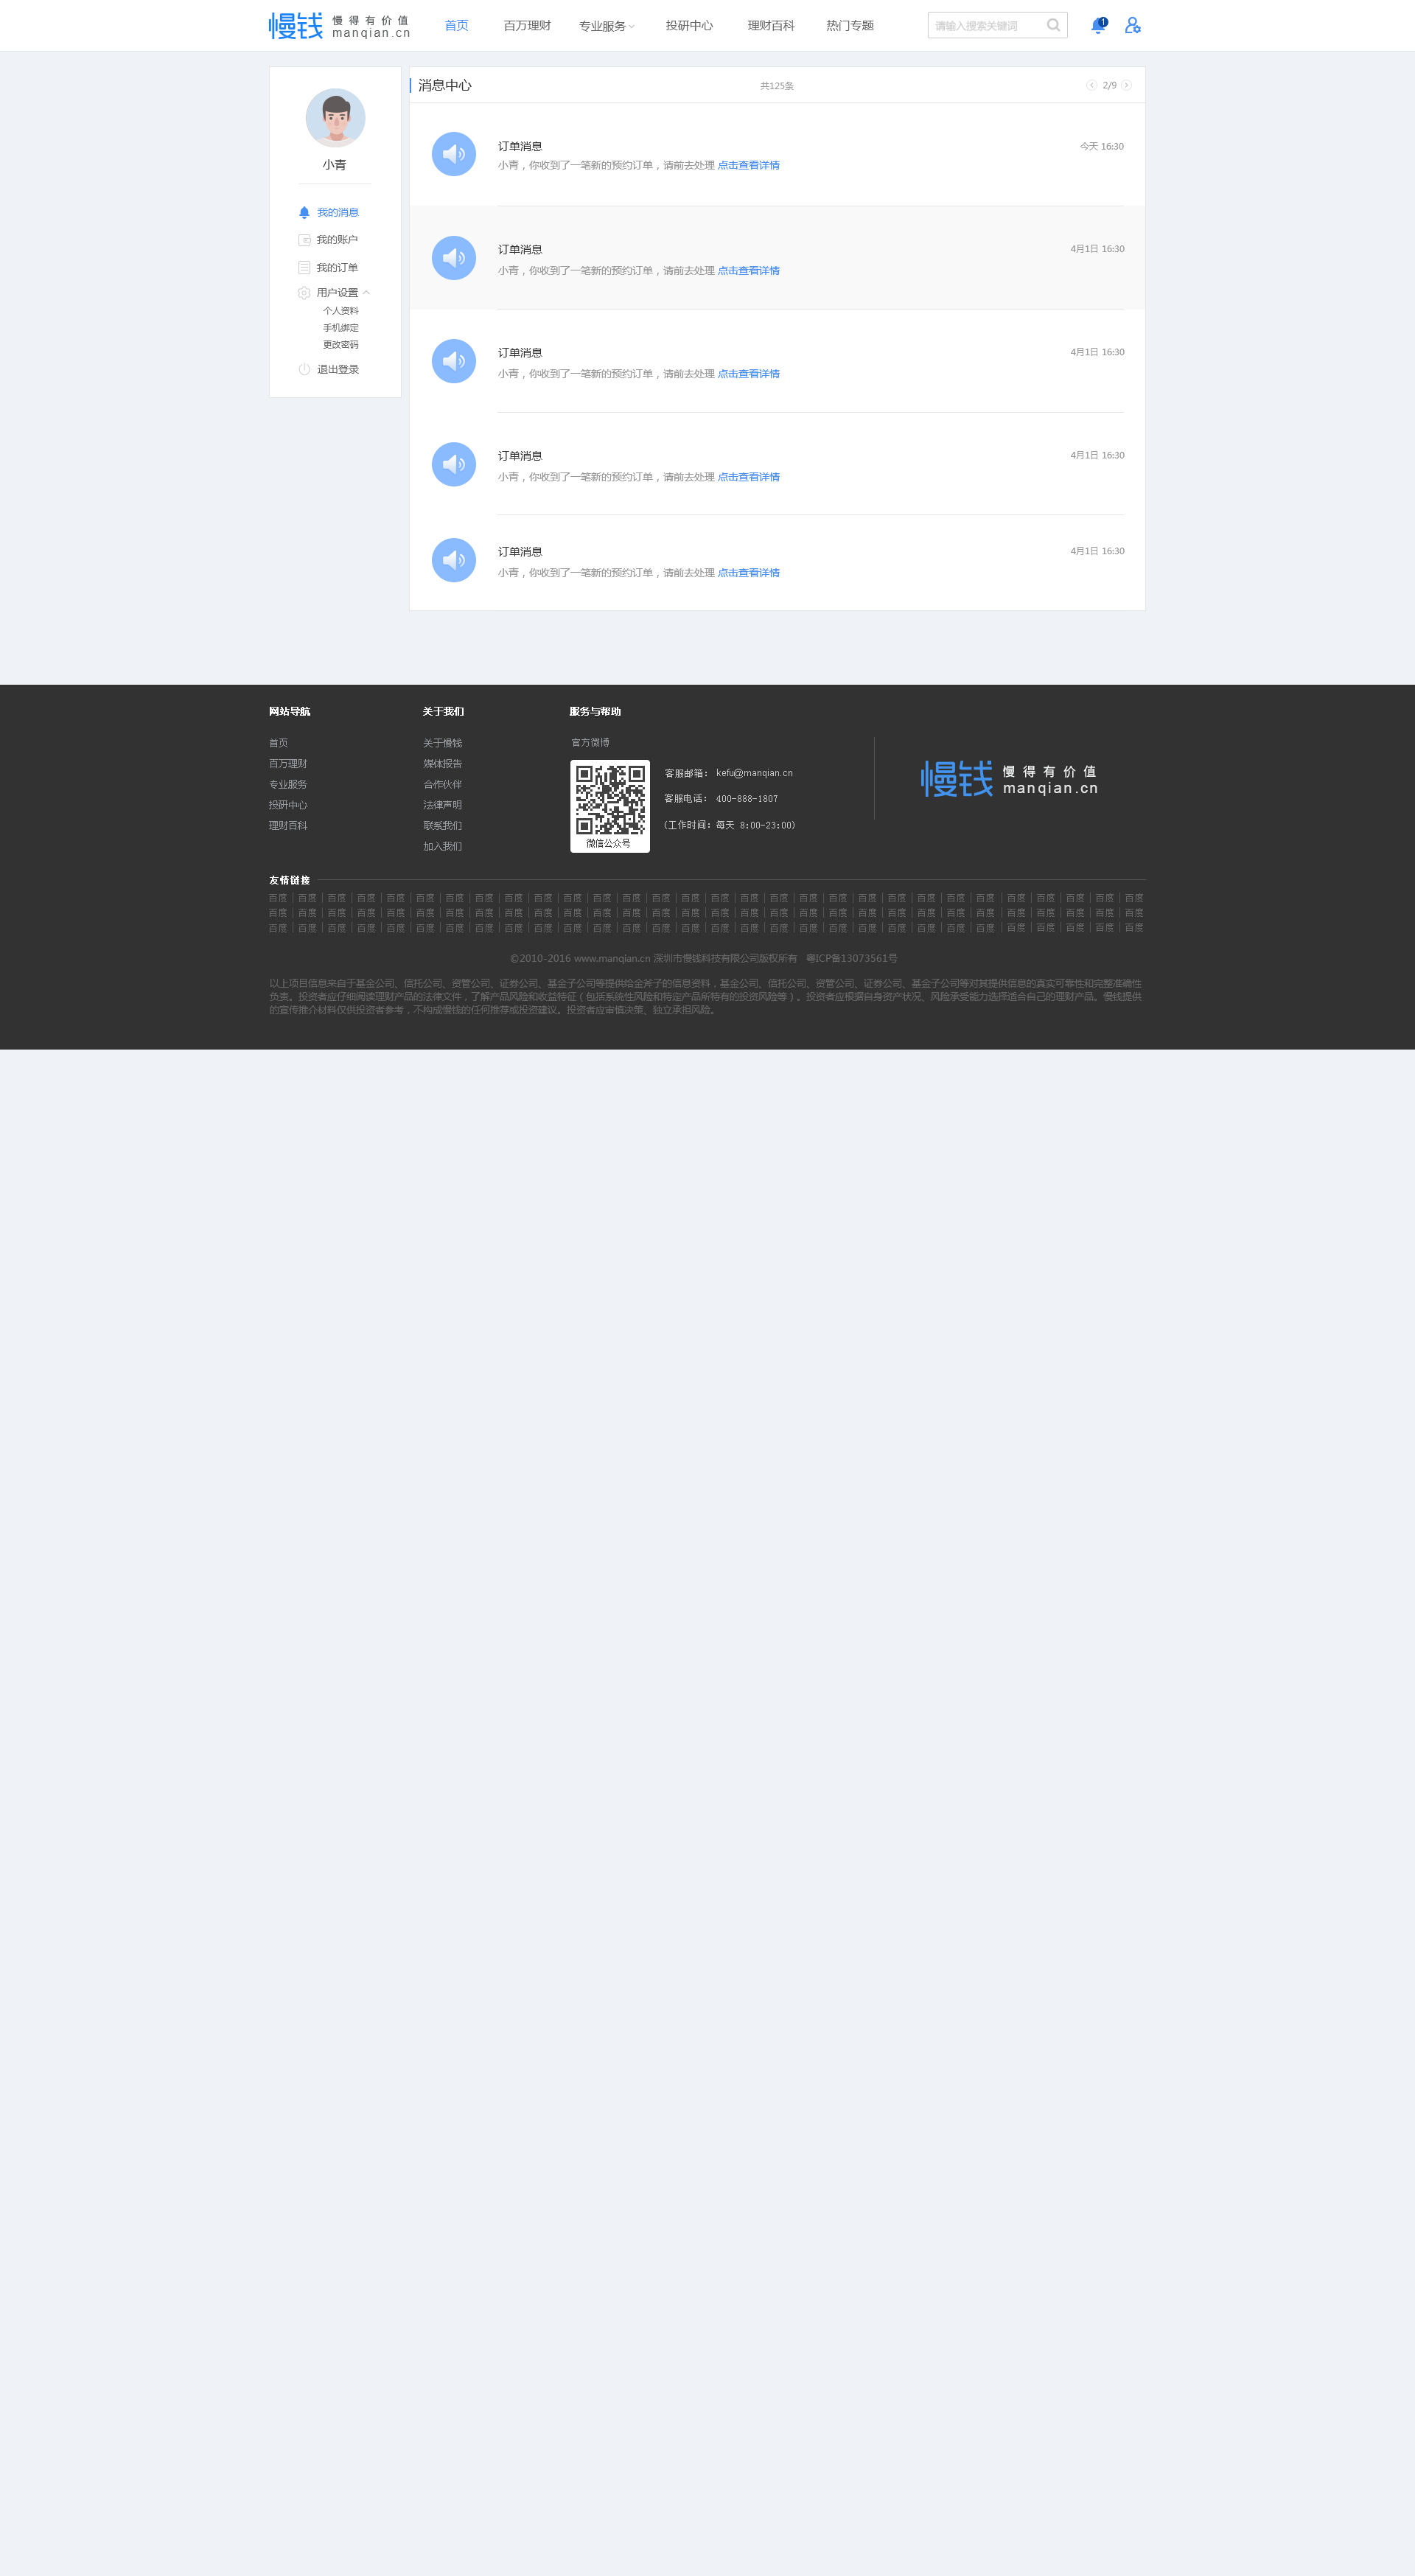 慢钱 慢得有价值 manqian.cn 首页 百万理财 专业服务 投研中心 理财百科 热门专题 请输入搜索关键词 1
小青
我的消息
我的账户
我的订单
用户设置
个人资料
手机绑定
更改密码
退出登录
消息中心 共125条 2/9
订单消息 今天 16:30
小青，你收到了一笔新的预约订单，请前去处理 点击查看详情
订单消息 4月1日 16:30
小青，你收到了一笔新的预约订单，请前去处理 点击查看详情
订单消息 4月1日 16:30
小青，你收到了一笔新的预约订单，请前去处理 点击查看详情
订单消息 4月1日 16:30
小青，你收到了一笔新的预约订单，请前去处理 点击查看详情
订单消息 4月1日 16:30
小青，你收到了一笔新的预约订单，请前去处理 点击查看详情
网站导航
首页
百万理财
专业服务
投研中心
理财百科
关于我们
关于慢钱
媒体报告
合作伙伴
法律声明
联系我们
加入我们
服务与帮助
官方微博
微信公众号
客服邮箱： kefu@manqian.cn
客服电话： 400-888-1807
(工作时间：每天 8:00-23:00)
慢钱 慢得有价值 manqian.cn
友情链接
百度 百度 百度 百度 百度 百度 百度 百度 百度 百度 百度 百度 百度 百度 百度 百度 百度 百度 百度 百度 百度 百度 百度 百度 百度 百度 百度 百度 百度 百度
百度 百度 百度 百度 百度 百度 百度 百度 百度 百度 百度 百度 百度 百度 百度 百度 百度 百度 百度 百度 百度 百度 百度 百度 百度 百度 百度 百度 百度 百度
百度 百度 百度 百度 百度 百度 百度 百度 百度 百度 百度 百度 百度 百度 百度 百度 百度 百度 百度 百度 百度 百度 百度 百度 百度 百度 百度 百度 百度 百度
©2010-2016 www.manqian.cn 深圳市慢钱科技有限公司版权所有 粤ICP备13073561号
以上项目信息来自于基金公司、信托公司、资管公司、证券公司、基金子公司等提供给金斧子的信息资料，基金公司、信托公司、资管公司、证券公司、基金子公司等对其提供信息的真实可靠性和完整准确性
负责。投资者应仔细阅读理财产品的法律文件，了解产品风险和收益特征（包括系统性风险和特定产品所特有的投资风险等）。投资者应根据自身资产状况、风险承受能力选择适合自己的理财产品。慢钱提供
的宣传推介材料仅供投资者参考，不构成慢钱的任何推荐或投资建议。投资者应审慎决策、独立承担风险。